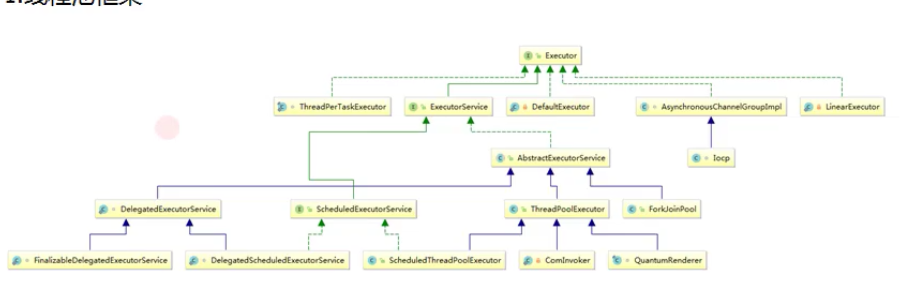 1.线程池框架
Executor
ThreadPerTaskExecutor
ExecutorService
DefaultExecutor
AsynchronousChannelGroupImpl
LinearExecutor
AbstractExecutorService
Iocp
DelegatedExecutorService
ScheduledExecutorService
ThreadPoolExecutor
ForkJoinPool
FinalizableDelegatedExecutorService
DelegatedScheduledExecutorService
ScheduledThreadPoolExecutor
ComInvoker
QuantumRenderer